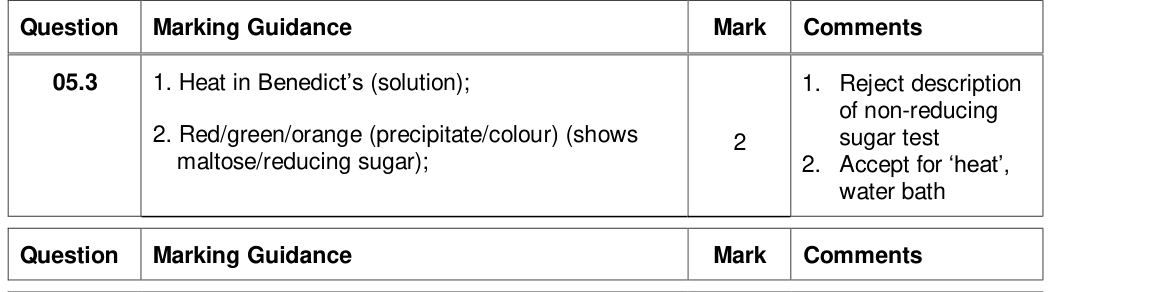 Question Marking Guidance Mark Comments
05.3
1. Heat in Benedict's (solution);
2. Red/green/orange (precipitate/colour) (shows
maltose/reducing sugar);
2
1. Reject description
of non-reducing
sugar test
2. Accept for ‘heat’,
water bath
Question Marking Guidance Mark Comments